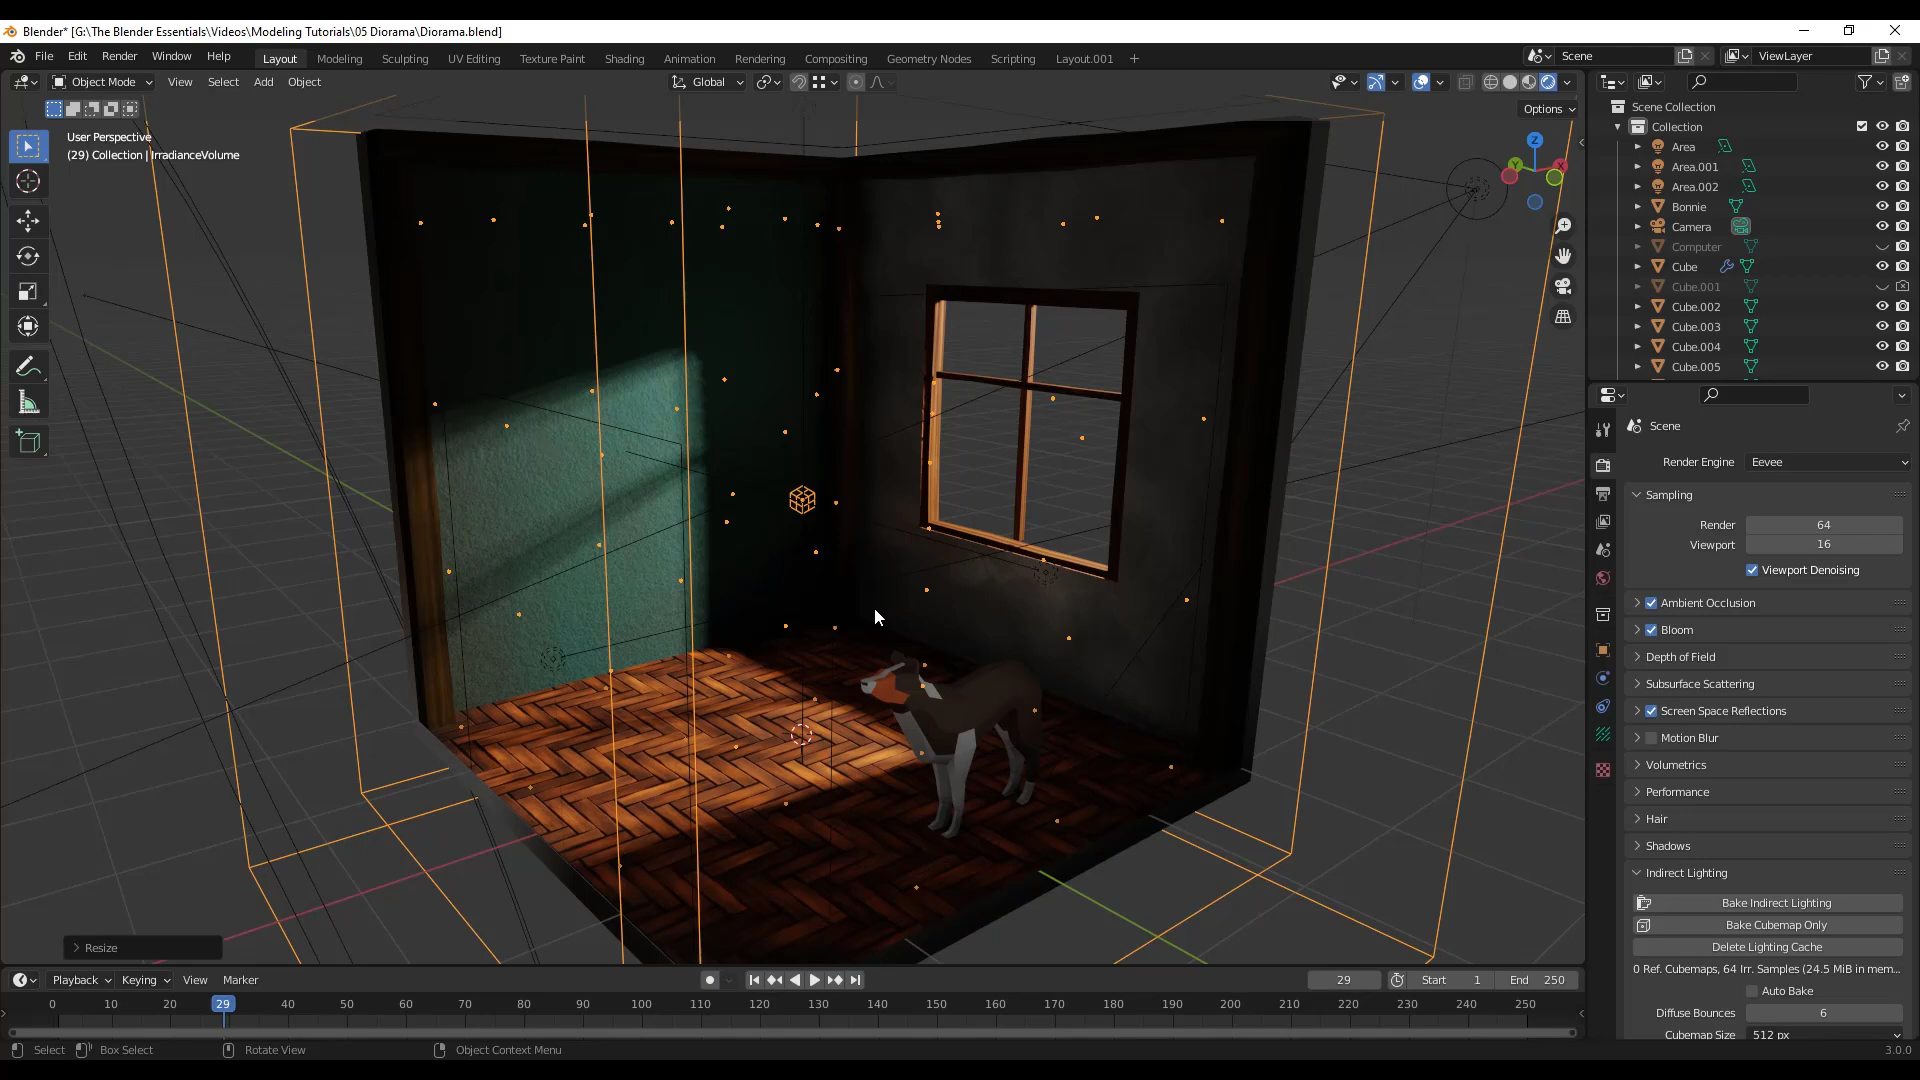 Blender* [G:\The Blender Essentials\Videos\Modeling Tutorials\05 Diorama\Diorama.blend]
File Edit Render Window Help Layout Modeling Sculpting UV Editing Texture Paint Shading Animation Rendering Compositing Geometry Nodes Scripting Layout.001 + Scene ViewLayer
Object Mode View Select Add Object Global
Options
User Perspective
(29) Collection | IrradianceVolume
Z
Y
X
Scene Collection
Collection
Area
Area.001
Area.002
Bonnie
Camera
Computer
Cube
Cube.001
Cube.002
Cube.003
Cube.004
Cube.005
Scene
Render Engine Eevee
Sampling
Render 64
Viewport 16
Viewport Denoising
Ambient Occlusion
Bloom
Depth of Field
Subsurface Scattering
Screen Space Reflections
Motion Blur
Volumetrics
Performance
Hair
Shadows
Indirect Lighting
Bake Indirect Lighting
Bake Cubemap Only
Delete Lighting Cache
0 Ref. Cubemaps, 64 Irr. Samples (24.5 MiB in mem...
Auto Bake
Diffuse Bounces 6
Cubemap Size 512 px
Resize
Playback Keying View Marker 29 Start 1 End 250
0 10 20 29 40 50 60 70 80 90 100 110 120 130 140 150 160 170 180 190 200 210 220 230 240 250
Select Box Select Rotate View Object Context Menu 3.0.0